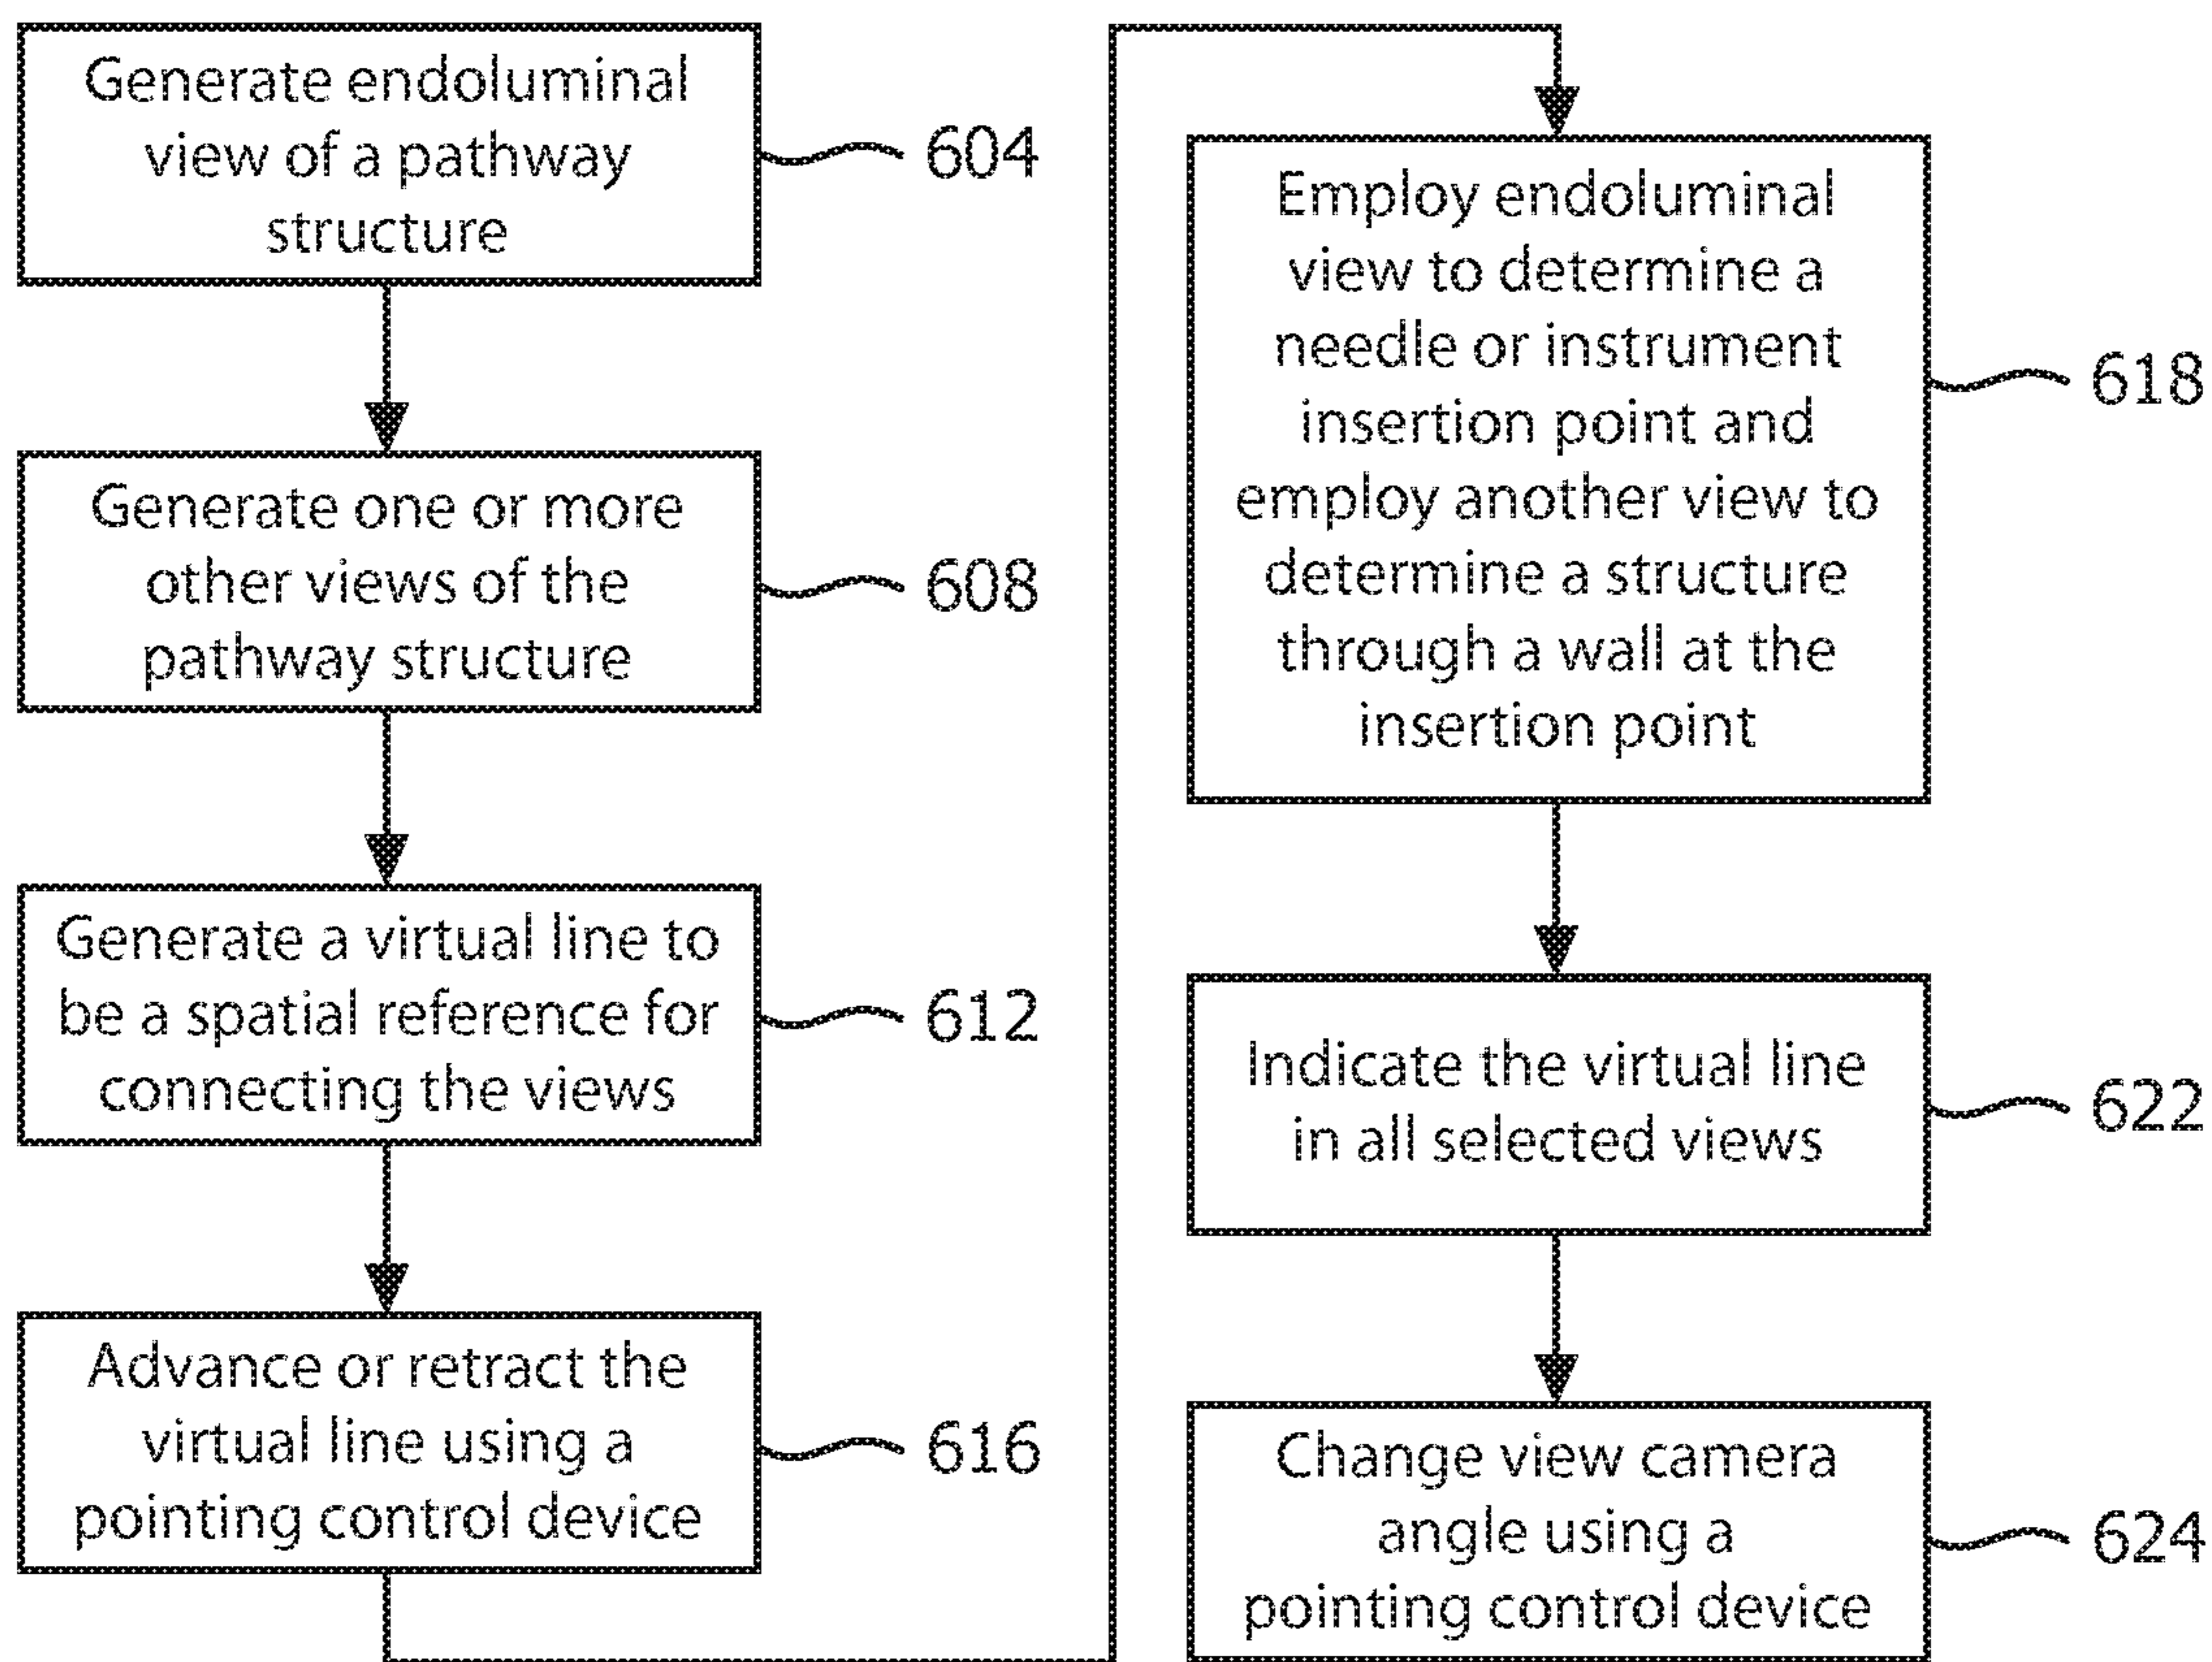 Generate endoluminal
view of a pathway
structure
604
Generate one or more
other views of the
pathway structure
608
Generate a virtual line to
be a spatial reference for
connecting the views
612
Advance or retract the
virtual line using a
pointing control device
616
Employ endoluminal
view to determine a
needle or instrument
insertion point and
employ another view to
determine a structure
through a wall at the
insertion point
618
Indicate the virtual line
in all selected views
622
Change view camera
angle using a
pointing control device
624